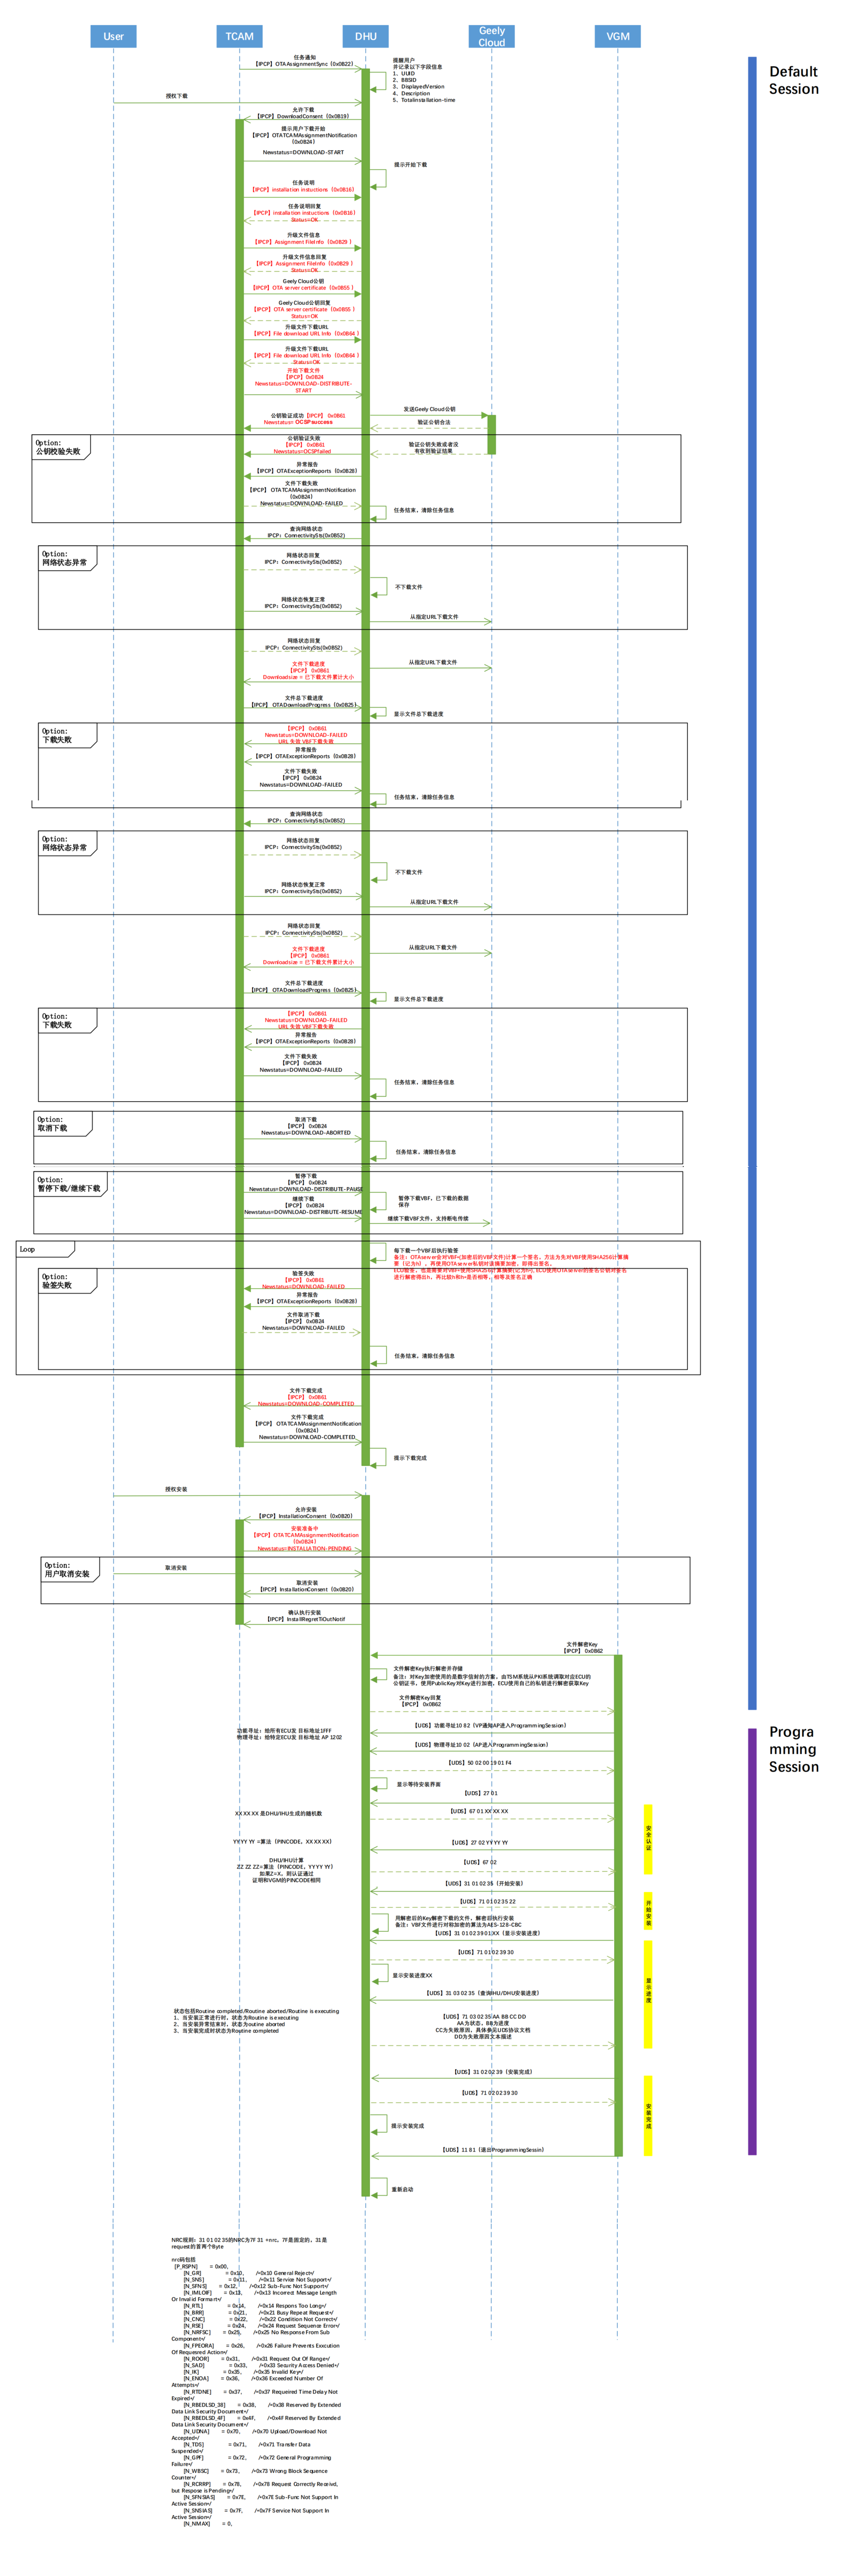 User
TCAM
DHU
Geely
Cloud
VGM
Default
Session
任务通知
【IPCP】OTAAssignmentSync（0x0B22）
提醒用户
并记录以下字段信息
1、UUID
2、BBSID
3、DisplayedVersion
4、Description
5、Totalinstallation-time
授权下载
允许下载
【IPCP】DownloadConsent（0x0B19）
提示用户下载开始
【IPCP】OTATCAMAssignmentNotification
（0x0B24）
Newstatus=DOWNLOAD-START
提示开始下载
任务说明
【IPCP】installation instuctions（0x0B16）
任务说明回复
【IPCP】installation instuctions（0x0B16）
Status=OK
升级文件信息
【IPCP】Assignment FileInfo（0x0B29 ）
升级文件信息回复
【IPCP】Assignment FileInfo（0x0B29 ）
Status=OK
Geely Cloud公钥
【IPCP】OTA server certificate（0x0B55 ）
Geely Cloud公钥回复
【IPCP】OTA server certificate（0x0B55 ）
Status=OK
升级文件下载URL
【IPCP】File download URL Info（0x0B64 ）
升级文件下载URL
【IPCP】File download URL Info（0x0B64 ）
Status=OK
开始下载文件
【IPCP】0x0B24
Newstatus=DOWNLOAD-DISTRIBUTE-
START
发送Geely Cloud公钥
公钥验证成功【IPCP】 0x0B61
Newstatus= OCSPsuccess
验证公钥合法
Option:
公钥校验失败
公钥验证失败
【IPCP】 0x0B61
Newstatus=OCSPfailed
验证公钥失败或者没
有收到验证结果
异常报告
【IPCP】OTAExceptionReports（0x0B28）
文件下载失败
【IPCP】 OTATCAMAssignmentNotification
（0x0B24）
Newstatus=DOWNLOAD-FAILED
任务结束，清除任务信息
查询网络状态
IPCP：ConnectivitySts(0x0B52)
Option:
网络状态异常
网络状态回复
IPCP：ConnectivitySts(0x0B52)
不下载文件
网络状态恢复正常
IPCP：ConnectivitySts(0x0B52)
从指定URL下载文件
网络状态回复
IPCP：ConnectivitySts(0x0B52)
从指定URL下载文件
文件下载进度
【IPCP】 0x0B61
Downloadsize = 已下载文件累计大小
文件总下载进度
【IPCP】 OTADownloadProgress（0x0B25）
显示文件总下载进度
Option:
下载失败
【IPCP】 0x0B61
Newstatus=DOWNLOAD-FAILED
URL 失效 VBF下载失败
异常报告
【IPCP】OTAExceptionReports（0x0B28）
文件下载失败
【IPCP】 0x0B24
Newstatus=DOWNLOAD-FAILED
任务结束，清除任务信息
查询网络状态
IPCP：ConnectivitySts(0x0B52)
Option:
网络状态异常
网络状态回复
IPCP：ConnectivitySts(0x0B52)
不下载文件
网络状态恢复正常
IPCP：ConnectivitySts(0x0B52)
从指定URL下载文件
网络状态回复
IPCP：ConnectivitySts(0x0B52)
从指定URL下载文件
文件下载进度
【IPCP】 0x0B61
Downloadsize = 已下载文件累计大小
文件总下载进度
【IPCP】 OTADownloadProgress（0x0B25）
显示文件总下载进度
Option:
下载失败
【IPCP】 0x0B61
Newstatus=DOWNLOAD-FAILED
URL 失效 VBF下载失败
异常报告
【IPCP】OTAExceptionReports（0x0B28）
文件下载失败
【IPCP】 0x0B24
Newstatus=DOWNLOAD-FAILED
任务结束，清除任务信息
Option:
取消下载
取消下载
【IPCP】 0x0B24
Newstatus=DOWNLOAD-ABORTED
任务结束，清除任务信息
Option:
暂停下载/继续下载
暂停下载
【IPCP】 0x0B24
Newstatus=DOWNLOAD-DISTRIBUTE-PAUSE
暂停下载VBF，已下载的数据
保存
继续下载
【IPCP】 0x0B24
Newstatus=DOWNLOAD-DISTRIBUTE-RESUME
继续下载VBF文件，支持断电传续
Loop
每下载一个VBF后执行验签
备注：OTAserver会对VBF*(加密后的VBF文件)计算一个签名，方法为先对VBF使用SHA256计算摘
要（记为h），再使用OTAserver私钥对该摘要加密，即得出签名。
ECU验签，也是需要对VBF*使用SHA256计算摘要(记为h*),ECU使用OTAserver的签名公钥对签名
进行解密得出h，再比较h和h*是否相等，相等及签名正确
Option:
验签失败
验签失败
【IPCP】 0x0B61
Newstatus=DOWNLOAD-FAILED
异常报告
【IPCP】OTAExceptionReports（0x0B28）
文件取消下载
【IPCP】 0x0B24
Newstatus=DOWNLOAD-FAILED
任务结束，清除任务信息
文件下载完成
【IPCP】 0x0B61
Newstatus=DOWNLOAD-COMPLETED
文件下载完成
【IPCP】 OTATCAMAssignmentNotification
（0x0B24）
Newstatus=DOWNLOAD-COMPLETED
提示下载完成
授权安装
允许安装
【IPCP】InstallationConsent（0x0B20）
安装准备中
【IPCP】OTATCAMAssignmentNotification
（0x0B24）
Newstatus=INSTALLATION-PENDING
Option:
用户取消安装
取消安装
取消安装
【IPCP】InstallationConsent（0x0B20）
确认执行安装
【IPCP】InstallRegretTiOutNotif
文件解密Key
【IPCP】0x0B62
文件解密Key执行解密并存储
备注：对Key加密使用的是数字信封的方案，由TSM系统从PKI系统调取对应ECU的
公钥证书，使用PublicKey对Key进行加密，ECU使用自己的私钥进行解密获取Key
文件解密Key回复
【IPCP】0x0B62
Progra
mming
Session
功能寻址：给所有ECU发 目标地址1FFF
物理寻址：给特定ECU发 目标地址 AP 1202
【UDS】功能寻址10 82（VP通知AP进入ProgrammingSession）
【UDS】物理寻址10 02（AP进入ProgrammingSession）
【UDS】50 02 00 19 01 F4
显示等待安装界面
【UDS】27 01
XX XX XX 是DHU/IHU生成的随机数
【UDS】67 01 XX XX XX
安全认证
YY YY YY =算法（PINCODE，XX XX XX）
【UDS】27 02 YY YY YY
DHU/IHU计算
ZZ ZZ ZZ=算法（PINCODE，YY YY YY）
如果Z=X，则认证通过
证明和VGM的PINCODE相同
【UDS】67 02
【UDS】31 01 02 35（开始安装）
【UDS】71 01 02 35 22
开始安装
用解密后的Key解密下载的文件，解密后执行安装
备注：VBF文件进行对称加密的算法为AES-128-CBC
【UDS】31 01 02 39 01 XX（显示安装进度）
【UDS】71 01 02 39 30
显示安装进度XX
显示进度
【UDS】31 03 02 35（查询IHU/DHU安装进度）
状态包括Routine completed/Routine aborted/Routine is executing
1、当安装正常进行时，状态为Routine is executing
2、当安装异常结束时，状态为outine aborted
3、当安装完成时状态为Routine completed
【UDS】71 03 02 35 AA BB CC DD
AA为状态，BB为进度
CC为失败原因，具体参见UDS协议文档
DD为失败原因文本描述
【UDS】31 02 02 39（安装完成）
【UDS】71 02 02 39 30
提示安装完成
安装完成
【UDS】11 81（退出ProgrammingSessin）
重新启动
NRC规则：31 01 02 35的NRC为7F 31 +nrc，7F是固定的，31是
request的首两个Byte
nrc码包括
[P_RSPN] = 0x00,
[N_GR] = 0x10, /*0x10 General Reject*/
[N_SNS] = 0x11, /*0x11 Service Not Support*/
[N_SFNS] = 0x12, /*0x12 Sub-Func Not Support*/
[N_IMLOIF] = 0x13, /*0x13 Incorrect Message Length
Or Invalid Formart*/
[N_RTL] = 0x14, /*0x14 Respons Too Long*/
[N_BRR] = 0x21, /*0x21 Busy Repeat Request*/
[N_CNC] = 0x22, /*0x22 Condition Not Correct*/
[N_RSE] = 0x24, /*0x24 Request Sequence Error*/
[N_NRFSC] = 0x25, /*0x25 No Response From Sub
Component*/
[N_FPEORA] = 0x26, /*0x26 Failure Prevents Exxcution
Of Requesred Action*/
[N_ROOR] = 0x31, /*0x31 Request Out Of Range*/
[N_SAD] = 0x33, /*0x33 Security Access Denied*/
[N_IK] = 0x35, /*0x35 Invalid Key*/
[N_ENOA] = 0x36, /*0x36 Exceeded Number Of
Attempts*/
[N_RTDNE] = 0x37, /*0x37 Requeired Time Delay Not
Expired*/
[N_RBEDLSD_38] = 0x38, /*0x38 Reserved By Extended
Data Link Security Document*/
[N_RBEDLSD_4F] = 0x4F, /*0x4F Reserved By Extended
Data Link Security Document*/
[N_UDNA] = 0x70, /*0x70 Upload/Download Not
Accepted*/
[N_TDS] = 0x71, /*0x71 Transfer Data
Suspended*/
[N_GPF] = 0x72, /*0x72 General Programming
Failure*/
[N_WBSC] = 0x73, /*0x73 Wrong Block Sequence
Counter*/
[N_RCRRP] = 0x78, /*0x78 Request Correctly Receivd,
but Respose is Pending*/
[N_SFNSIAS] = 0x7E, /*0x7E Sub-Func Not Support In
Active Session*/
[N_SNSIAS] = 0x7F, /*0x7F Service Not Support In
Active Session*/
[N_NMAX] = 0,